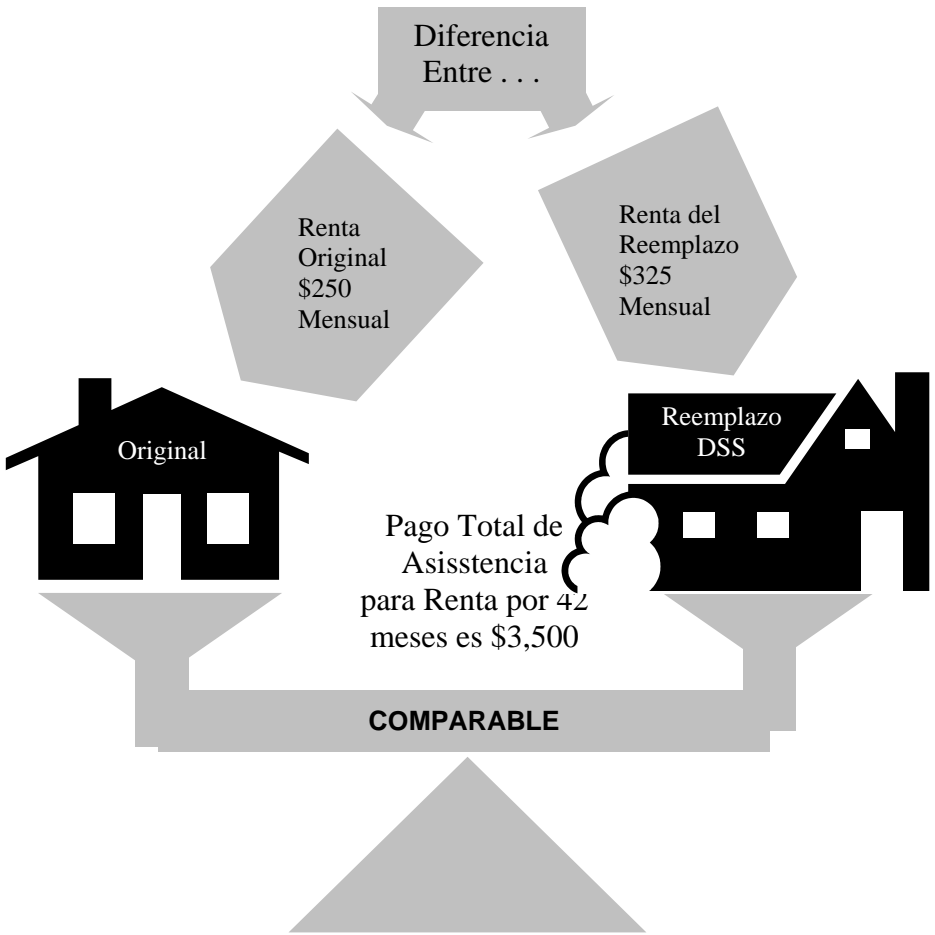 Diferencia
Entre . . .
Renta
Original
$250
Mensual
Renta del
Reemplazo
$325
Mensual
Original
Reemplazo
DSS
Pago Total de
Asisstencia
para Renta por 42
meses es $3,500
COMPARABLE